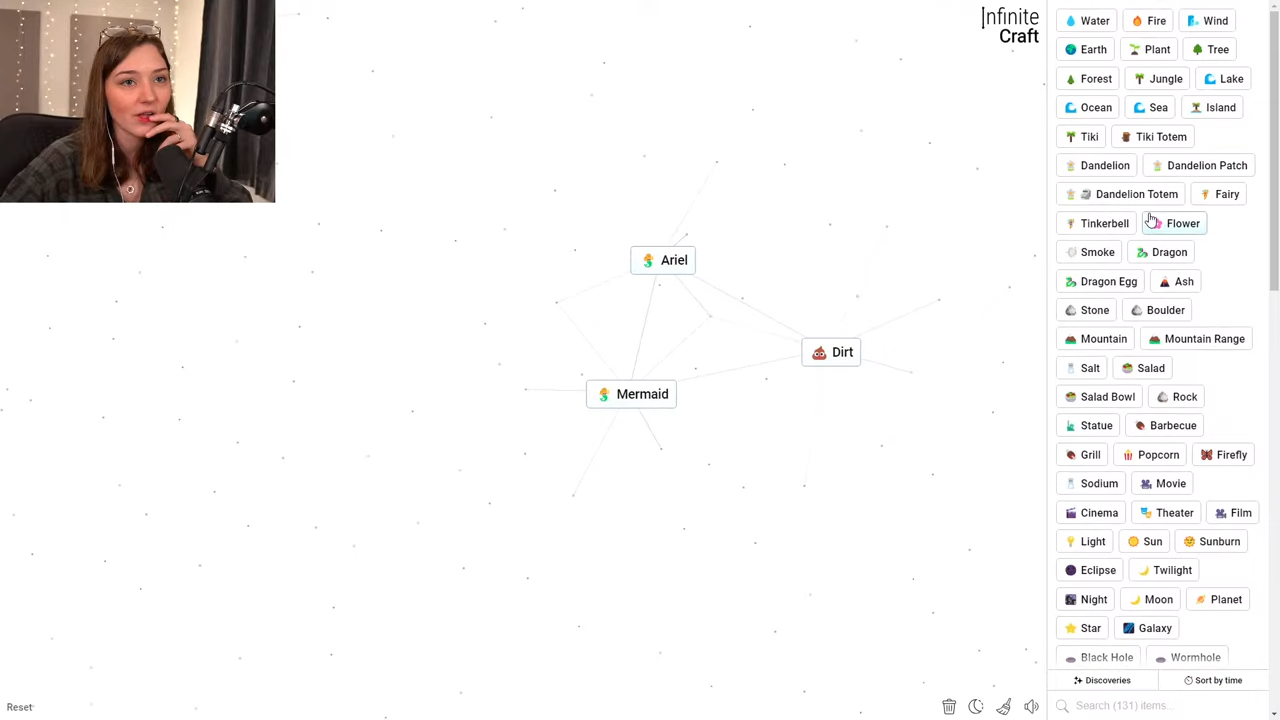 Infinite
Craft
Water Fire Wind
Earth Plant Tree
Forest Jungle Lake
Ocean Sea Island
Tiki Tiki Totem
Dandelion Dandelion Patch
Dandelion Totem Fairy
Tinkerbell Flower
Smoke Dragon
Ariel
Dragon Egg Ash
Stone Boulder
Mountain Mountain Range
Dirt
Salt Salad
Mermaid
Salad Bowl Rock
Statue Barbecue
Grill Popcorn Firefly
Sodium Movie
Cinema Theater Film
Light Sun Sunburn
Eclipse Twilight
Night Moon Planet
Star Galaxy
Black Hole Wormhole
Discoveries Sort by time
Reset
Search (131) items...